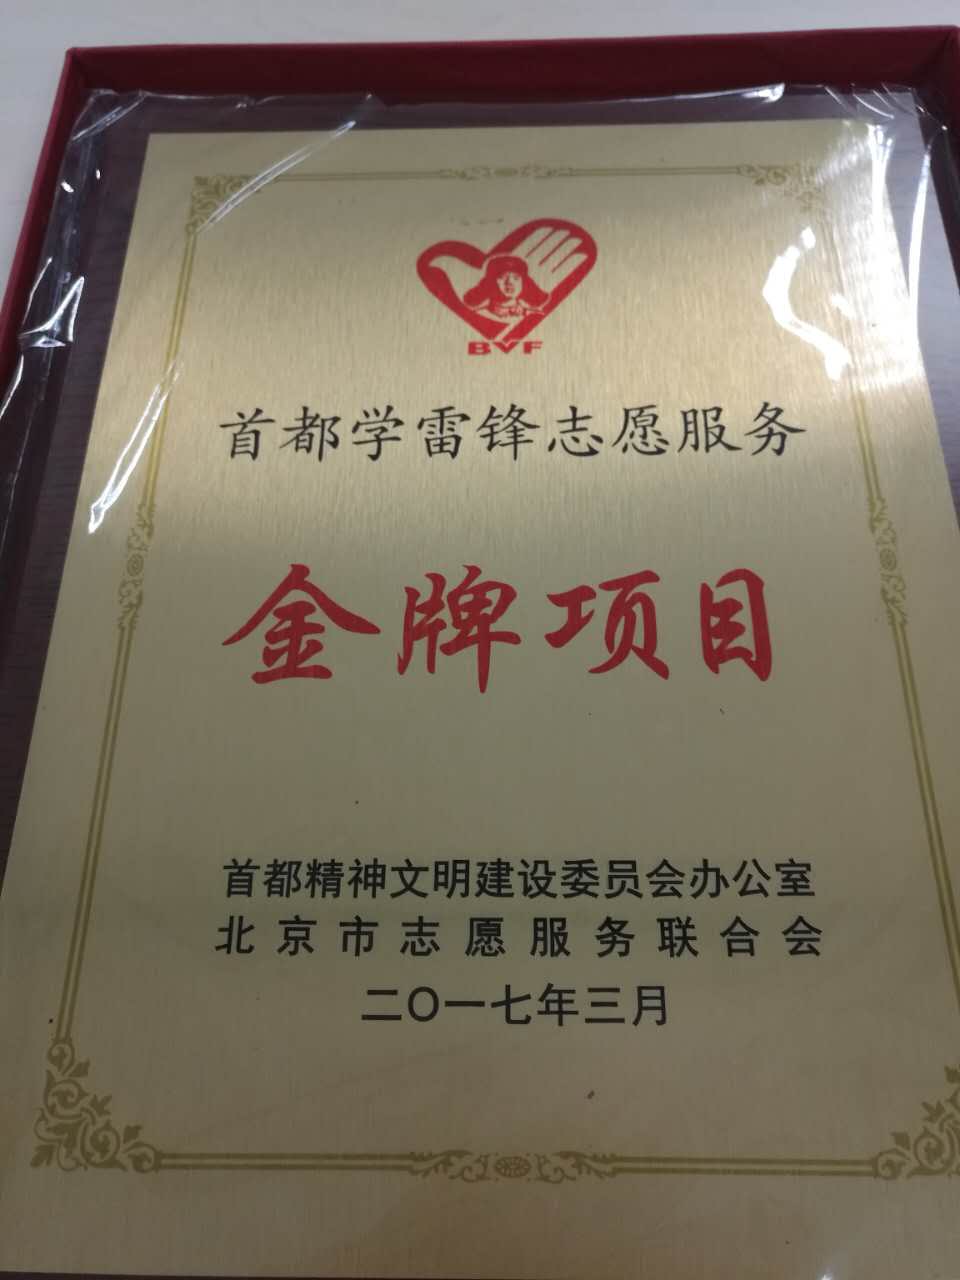 BVF
首都学雷锋志愿服务
金牌项目
首都精神文明建设委员会办公室
北京市志愿服务联合会
二〇一七年三月